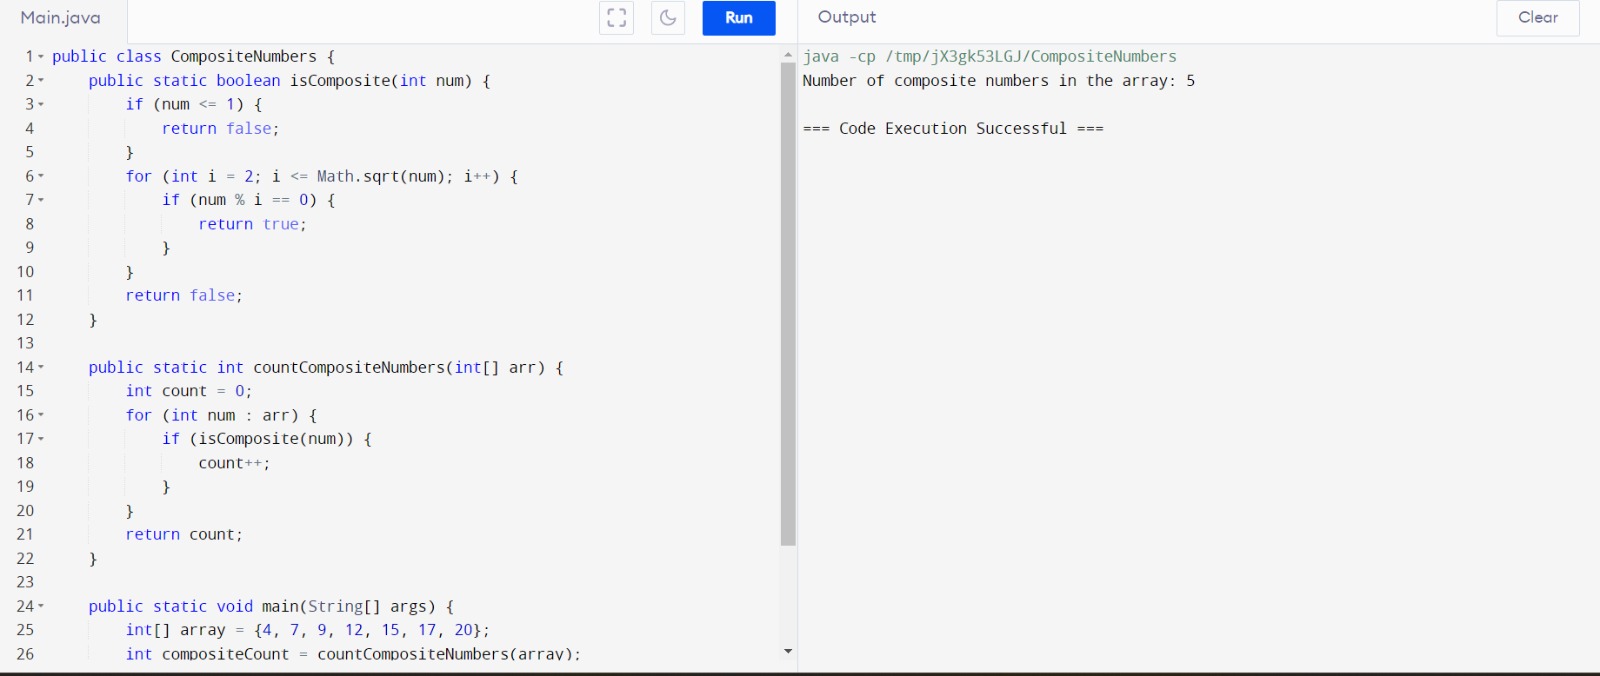 Main.java
Run
Output
Clear
1 public class CompositeNumbers {
2     public static boolean isComposite(int num) {
3         if (num <= 1) {
4             return false;
5         }
6         for (int i = 2; i <= Math.sqrt(num); i++) {
7             if (num % i == 0) {
8                 return true;
9             }
10         }
11         return false;
12     }
13
14     public static int countCompositeNumbers(int[] arr) {
15         int count = 0;
16         for (int num : arr) {
17             if (isComposite(num)) {
18                 count++;
19             }
20         }
21         return count;
22     }
23
24     public static void main(String[] args) {
25         int[] array = {4, 7, 9, 12, 15, 17, 20};
26         int compositeCount = countCompositeNumbers(array);
java -cp /tmp/jX3gk53LGJ/CompositeNumbers
Number of composite numbers in the array: 5
=== Code Execution Successful ===